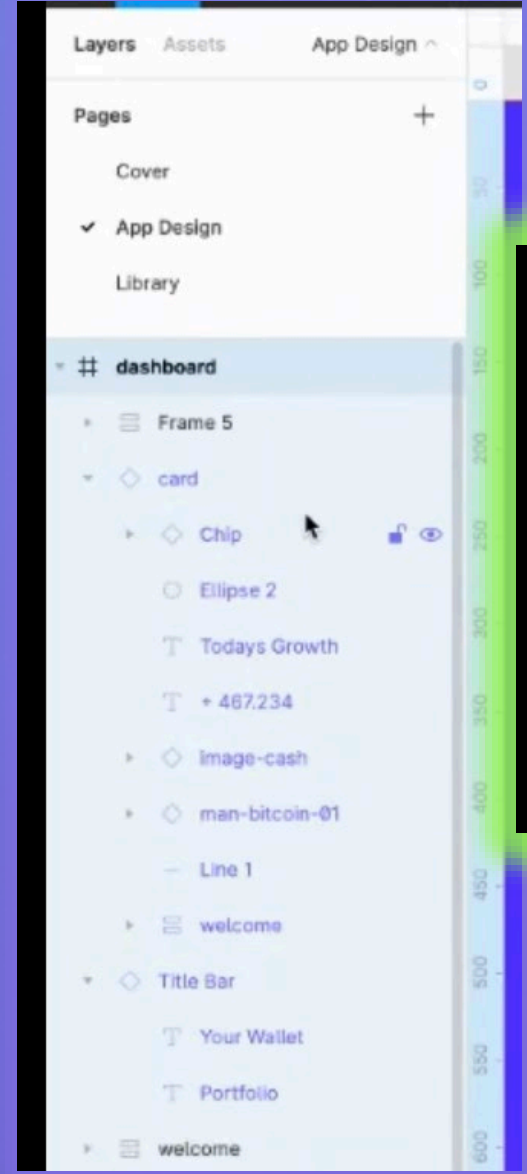 Layers Assets App Design
Pages
Cover
App Design
Library
dashboard
Frame 5
card
Chip
Ellipse 2
Todays Growth
+ 467.234
image-cash
man-bitcoin-01
Line 1
welcome
Title Bar
Your Wallet
Portfolio
welcome
0
50
100
150
200
250
300
350
400
450
500
550
600